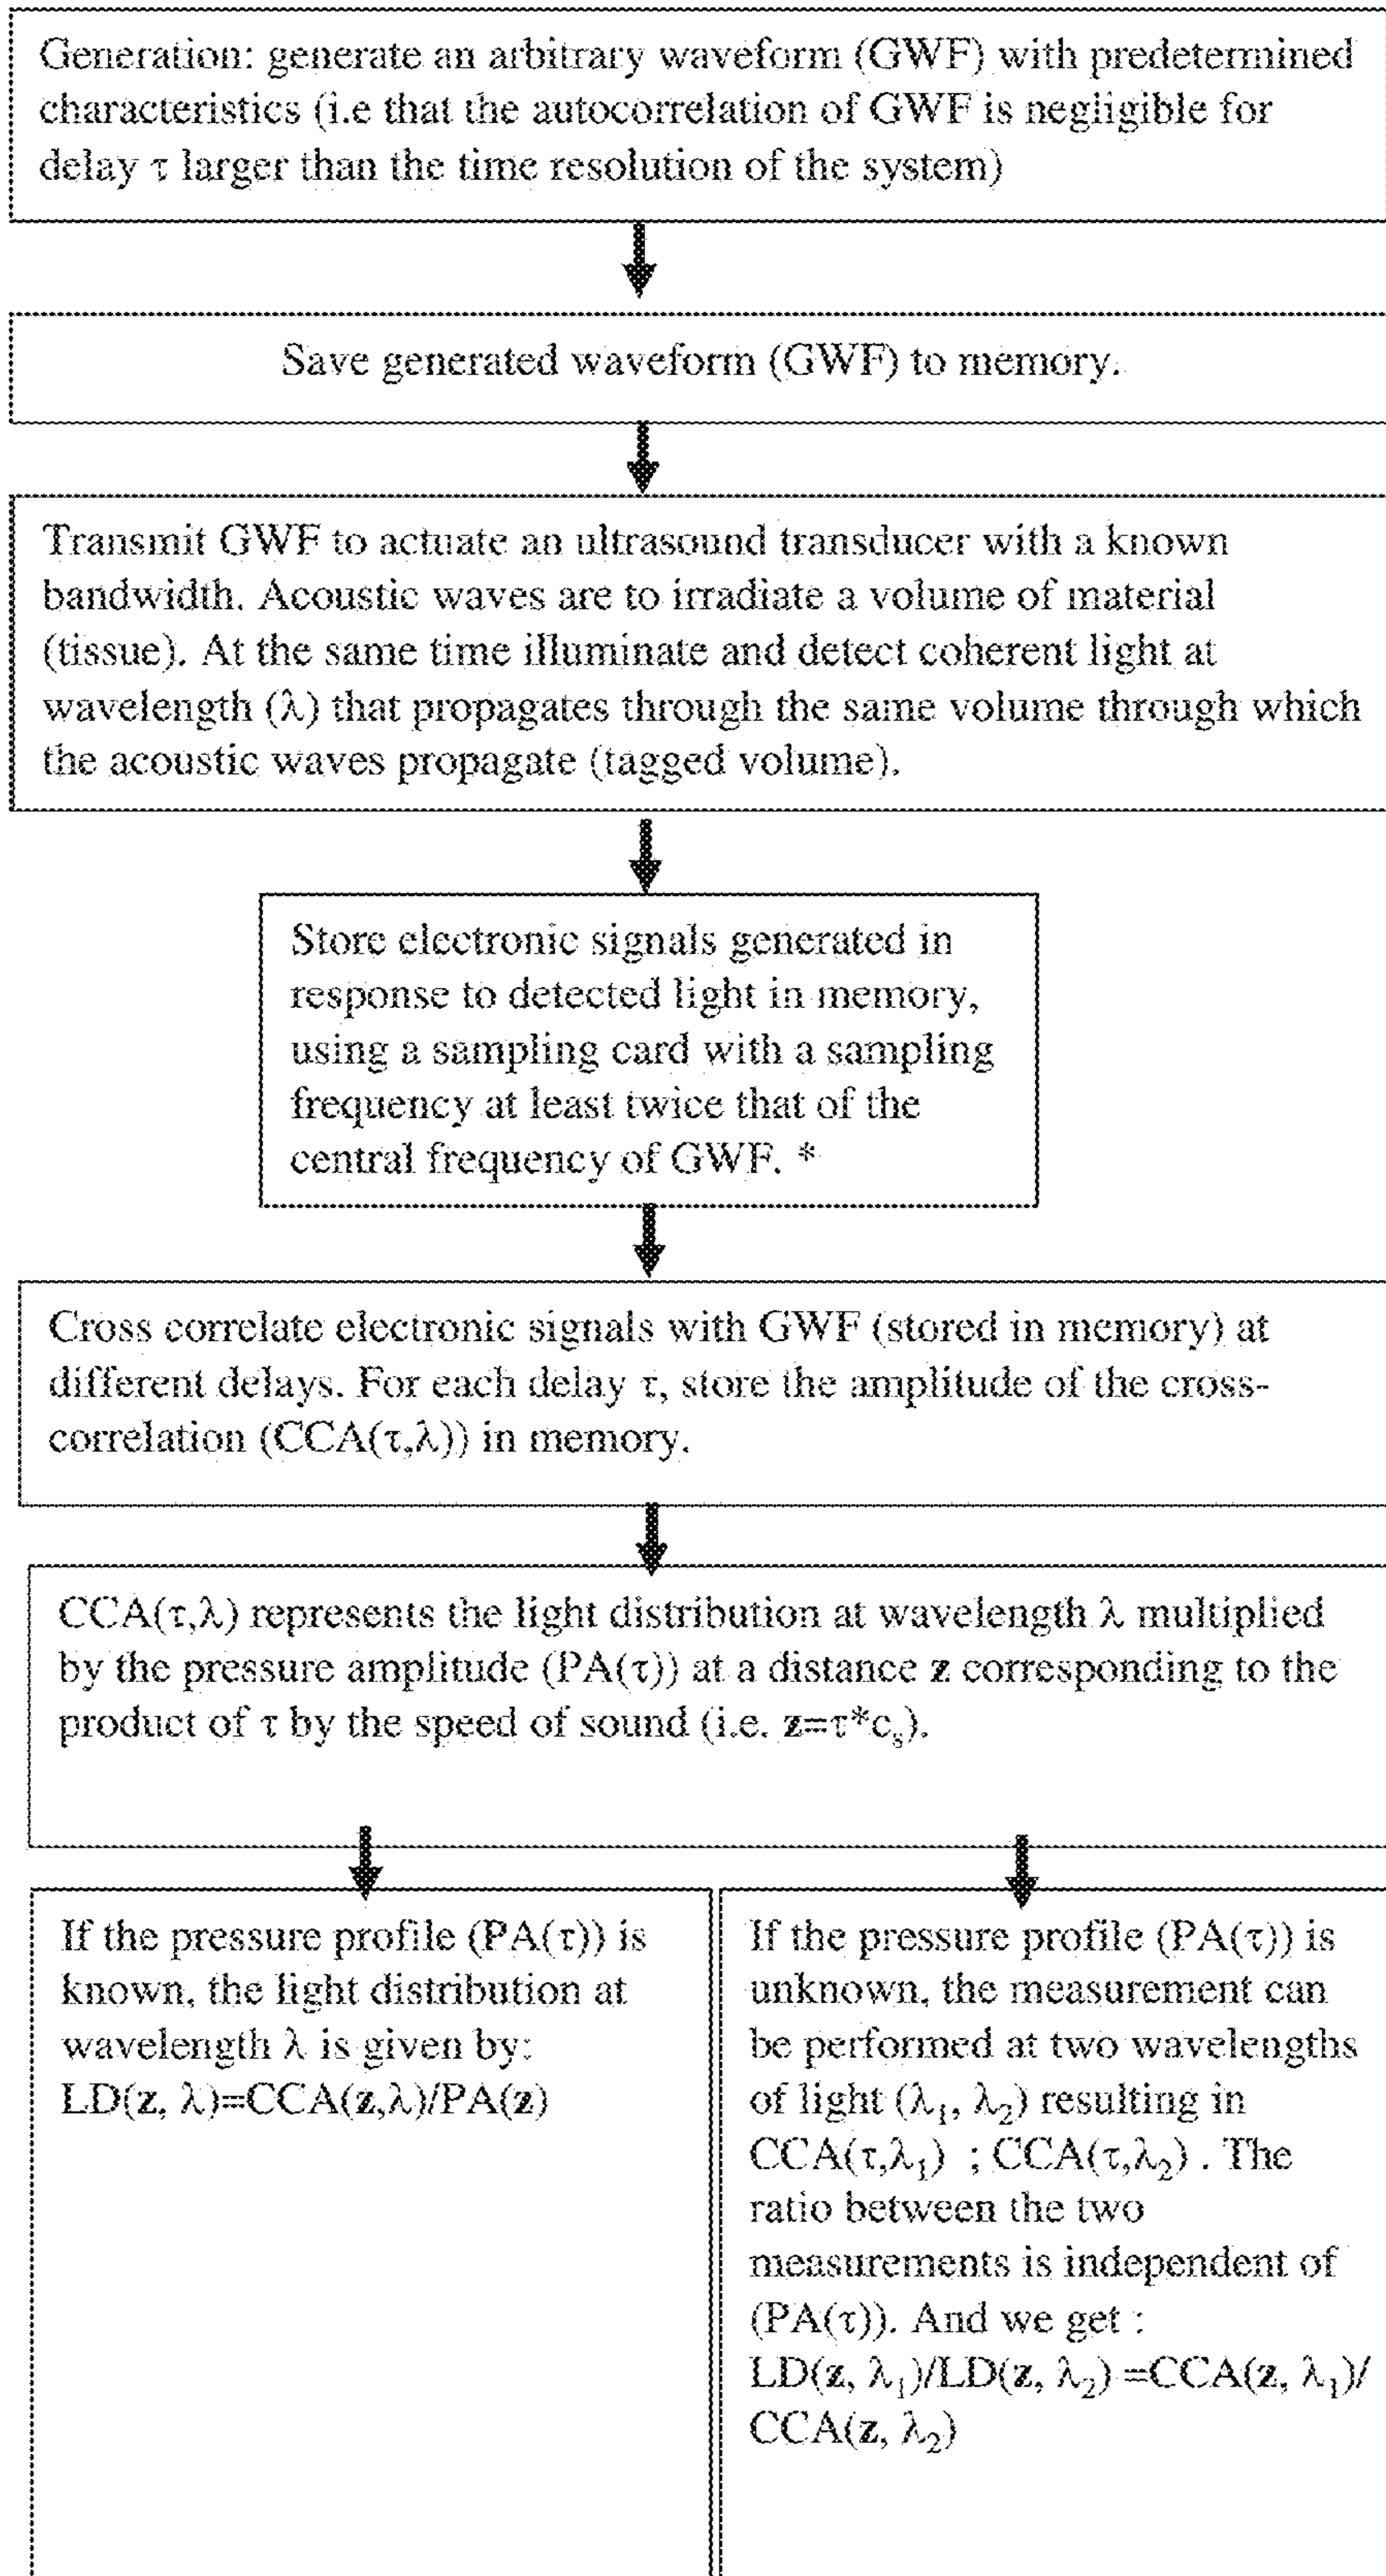 Generation: generate an arbitrary waveform (GWF) with predetermined
characteristics (i.e that the autocorrelation of GWF is negligible for
delay τ larger than the time resolution of the system)
Save generated waveform (GWF) to memory.
Transmit GWF to actuate an ultrasound transducer with a known
bandwidth. Acoustic waves are to irradiate a volume of material
(tissue). At the same time illuminate and detect coherent light at
wavelength (λ) that propagates through the same volume through which
the acoustic waves propagate (tagged volume).
Store electronic signals generated in
response to detected light in memory,
using a sampling card with a sampling
frequency at least twice that of the
central frequency of GWF. *
Cross correlate electronic signals with GWF (stored in memory) at
different delays. For each delay τ, store the amplitude of the cross-
correlation (CCA(τ,λ)) in memory.
CCA(τ,λ) represents the light distribution at wavelength λ multiplied
by the pressure amplitude (PA(τ)) at a distance z corresponding to the
product of τ by the speed of sound (i.e. z=τ*cₛ).
If the pressure profile (PA(τ)) is
known, the light distribution at
wavelength λ is given by:
LD(z, λ)=CCA(z,λ)/PA(z)
If the pressure profile (PA(τ)) is
unknown, the measurement can
be performed at two wavelengths
of light (λ₁, λ₂) resulting in
CCA(τ,λ₁) ; CCA(τ,λ₂) . The
ratio between the two
measurements is independent of
(PA(τ)). And we get :
LD(z, λ₁)/LD(z, λ₂) =CCA(z, λ₁)/
CCA(z, λ₂)